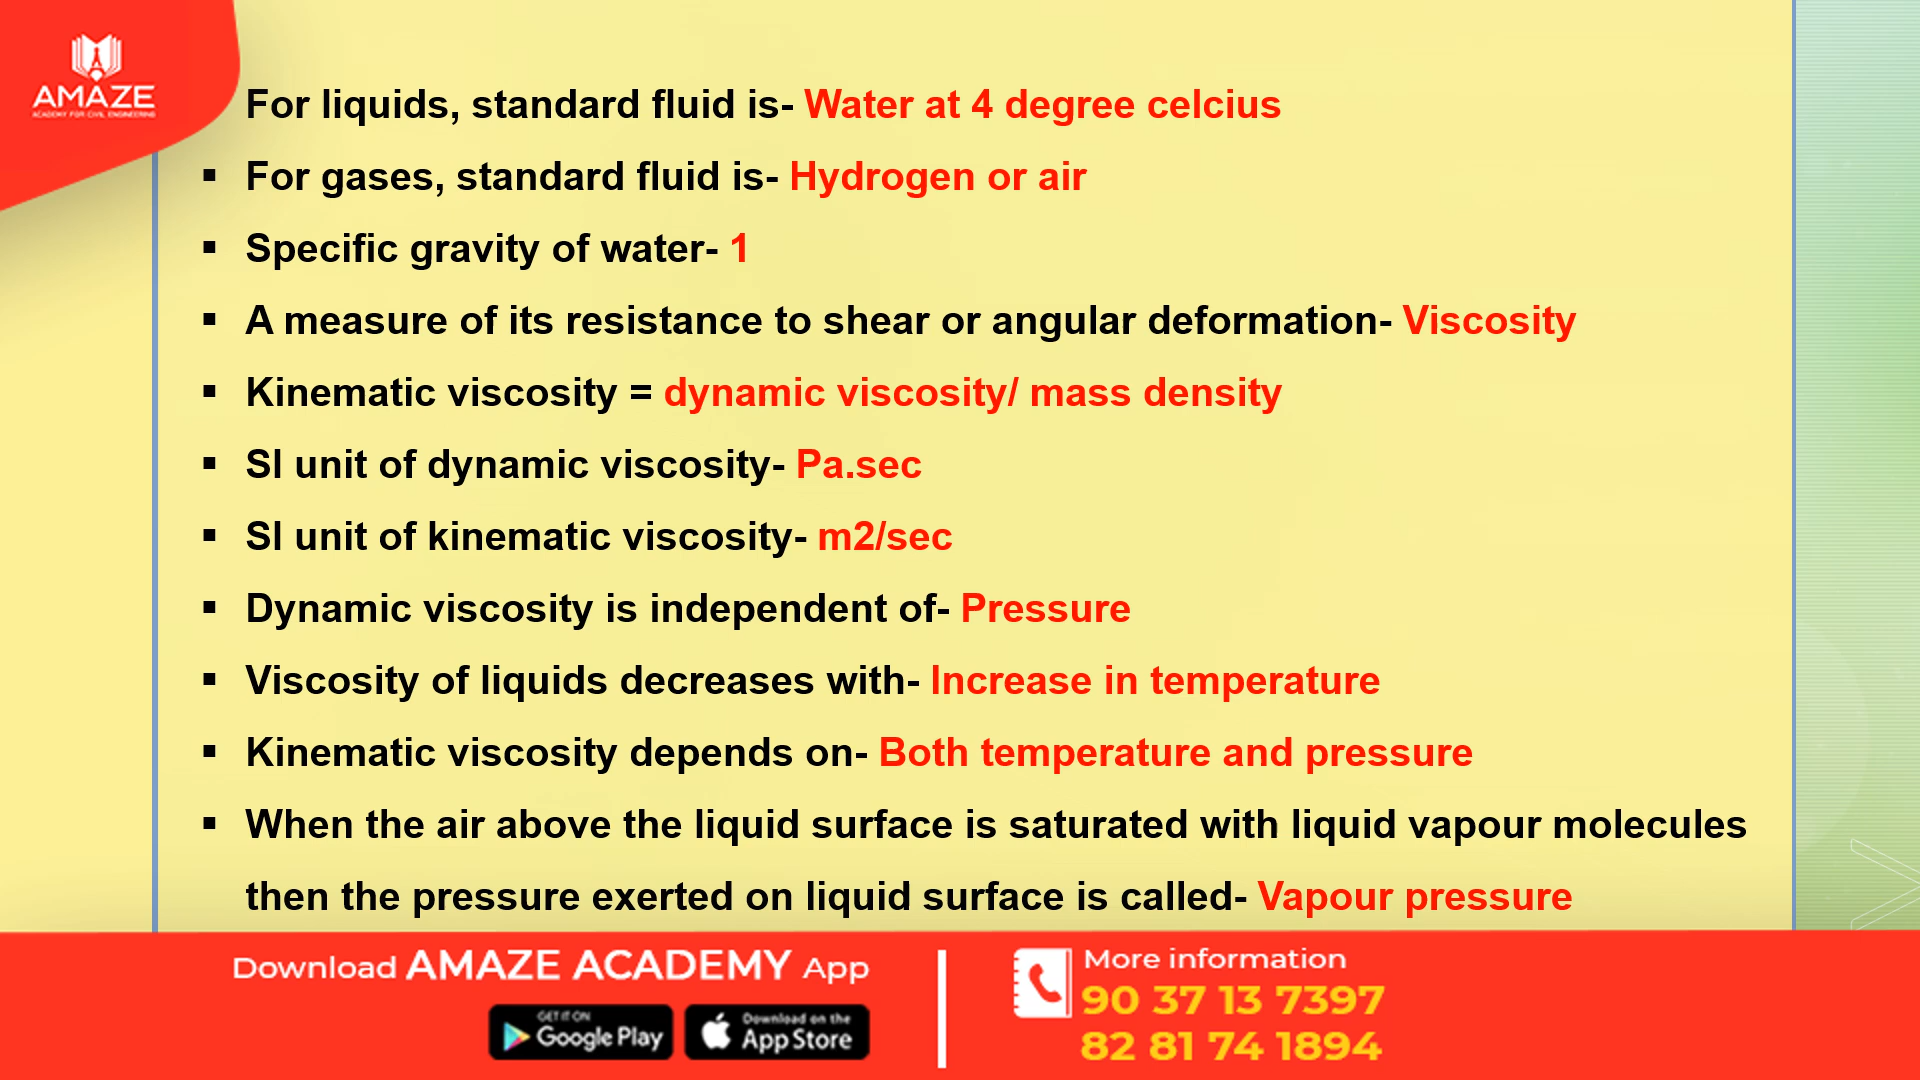 AMAZE
ACADEMY FOR CIVIL ENGINEERING
For liquids, standard fluid is- Water at 4 degree celcius
▪ For gases, standard fluid is- Hydrogen or air
▪ Specific gravity of water- 1
▪ A measure of its resistance to shear or angular deformation- Viscosity
▪ Kinematic viscosity = dynamic viscosity/ mass density
▪ SI unit of dynamic viscosity- Pa.sec
▪ SI unit of kinematic viscosity- m2/sec
▪ Dynamic viscosity is independent of- Pressure
▪ Viscosity of liquids decreases with- Increase in temperature
▪ Kinematic viscosity depends on- Both temperature and pressure
▪ When the air above the liquid surface is saturated with liquid vapour molecules
then the pressure exerted on liquid surface is called- Vapour pressure
Download AMAZE ACADEMY App
GET IT ON
Google Play
Download on the
App Store
More information
90 37 13 7397
82 81 74 1894